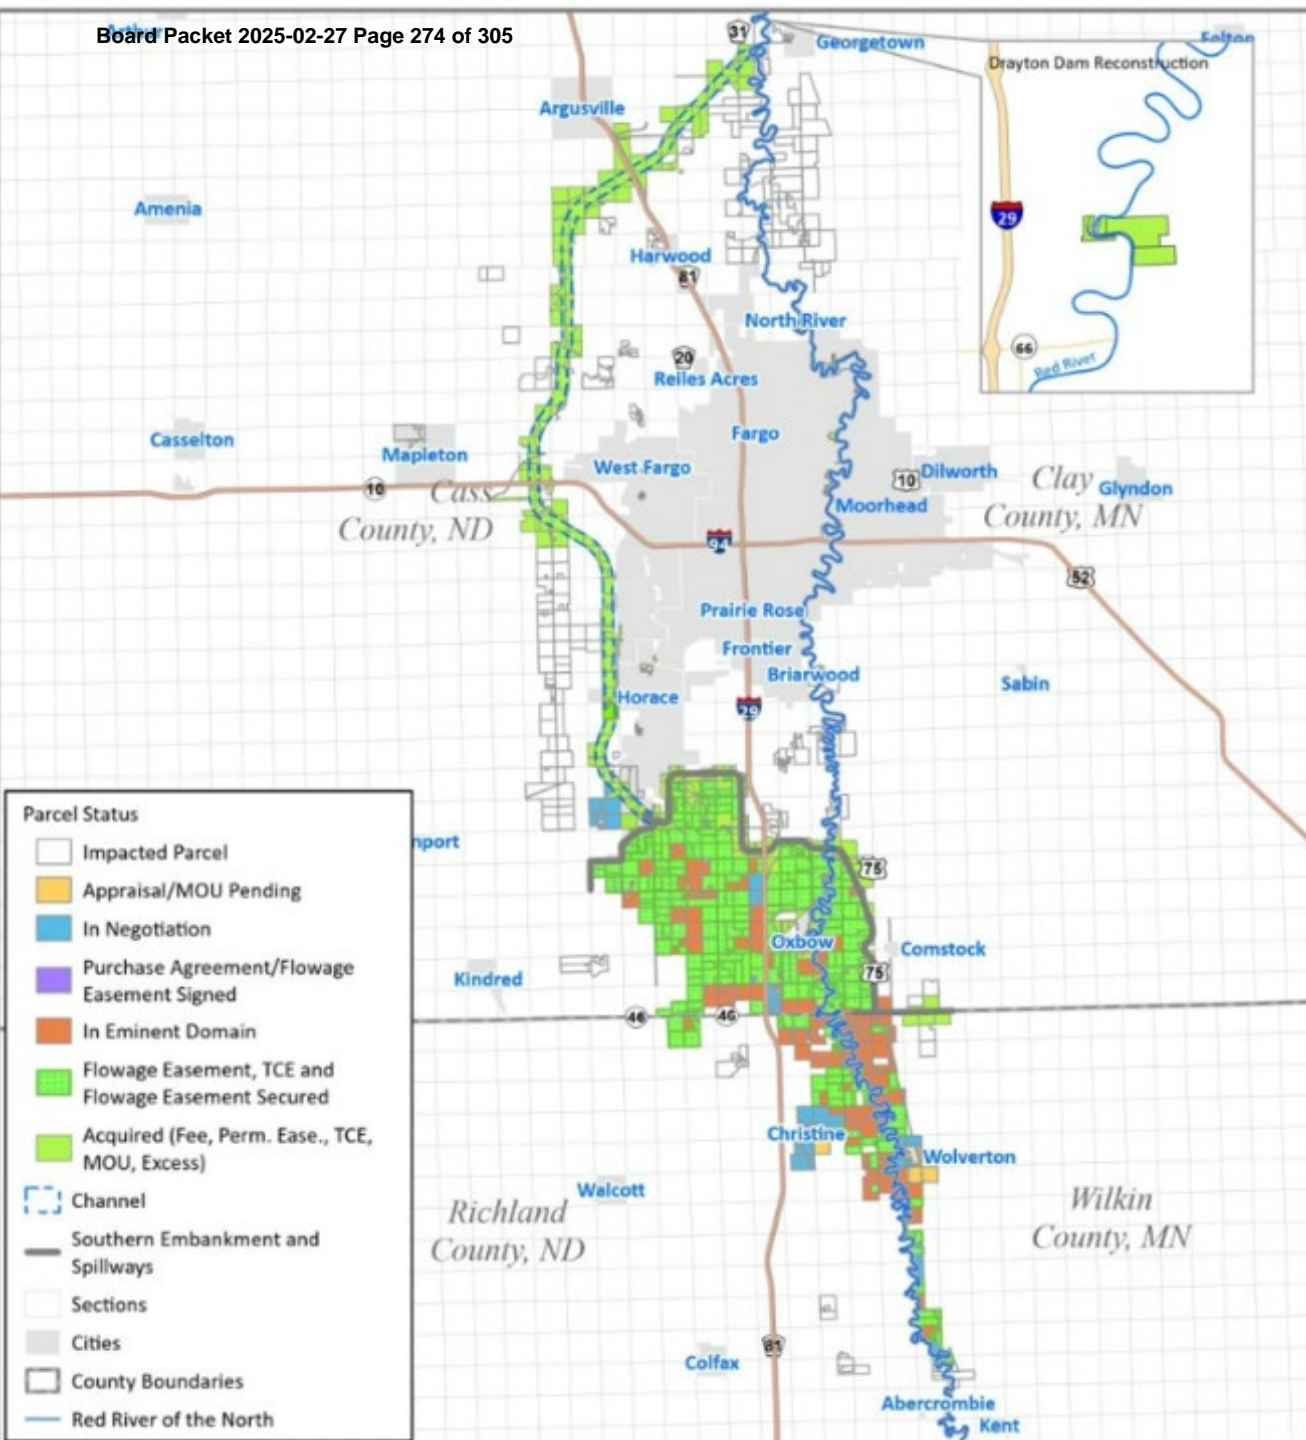 Arthur
Board Packet 2025-02-27 Page 274 of 305
31
Georgetown
Felton
Drayton Dam Reconstruction
Argusville
Amenia
29
Harwood
81
North River
66
Red River
20
Reiles Acres
Fargo
Casselton
Mapleton
West Fargo
Dilworth
10
10
Cass
County, ND
Clay
County, MN
Glyndon
Moorhead
94
52
Prairie Rose
Frontier
Briarwood
Sabin
Horace
29
Parcel Status
Impacted Parcel
Appraisal/MOU Pending
In Negotiation
Purchase Agreement/Flowage
Easement Signed
In Eminent Domain
Flowage Easement, TCE and
Flowage Easement Secured
Acquired (Fee, Perm. Ease., TCE,
MOU, Excess)
Channel
Southern Embankment and
Spillways
Sections
Cities
County Boundaries
Red River of the North
nport
75
Oxbow
Comstock
75
Kindred
46
46
Christine
Wolverton
Walcott
Richland
County, ND
Wilkin
County, MN
81
Colfax
Abercrombie
Kent